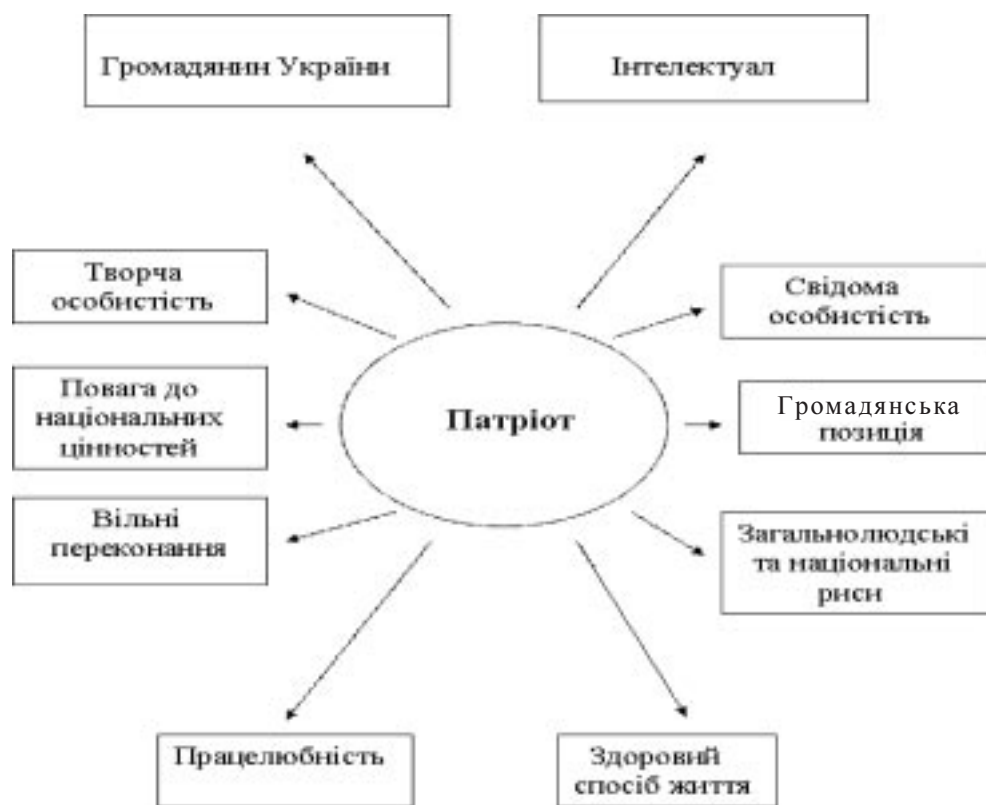 Громадянин України
Інтелектуал
Творча
особистість
Свідома
особистість
Повага до
національних
цінностей
Патріот
Громадянська
позиція
Вільні
переконання
Загальнолюдські
та національні
риси
Працелюбність
Здоровий
спосіб життя